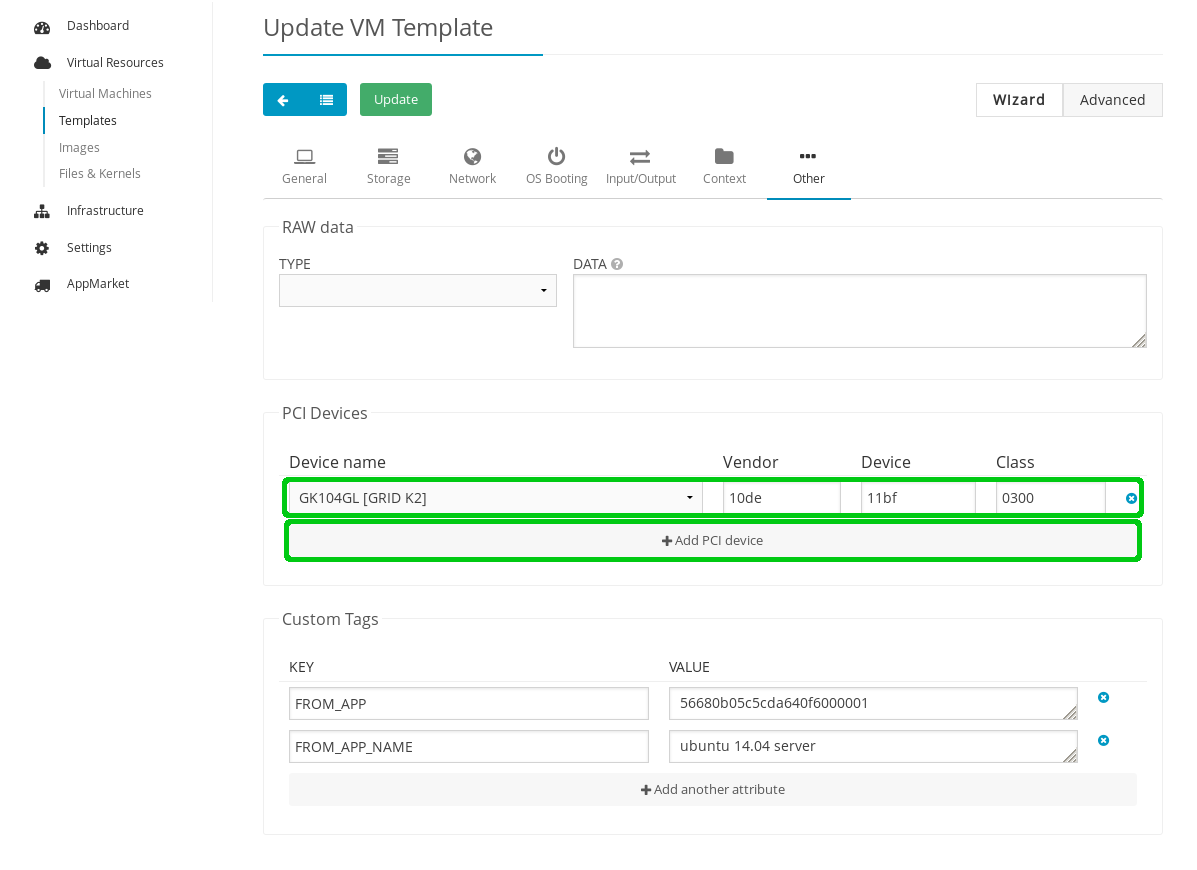 Dashboard
Virtual Resources
Virtual Machines
Templates
Images
Files & Kernels
Infrastructure
Settings
AppMarket
Update VM Template
Update
Wizard Advanced
General Storage Network OS Booting Input/Output Context Other
RAW data
TYPE DATA
PCI Devices
Device name Vendor Device Class
GK104GL [GRID K2] 10de 11bf 0300
Add PCI device
Custom Tags
KEY VALUE
FROM_APP 56680b05c5cda640f6000001
FROM_APP_NAME ubuntu 14.04 server
Add another attribute